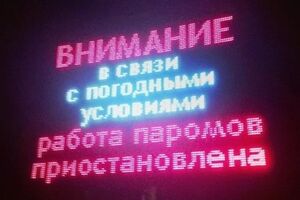 ВНИМАНИЕ
в связи
с погодными
условиями
работа паромов
приостановлена